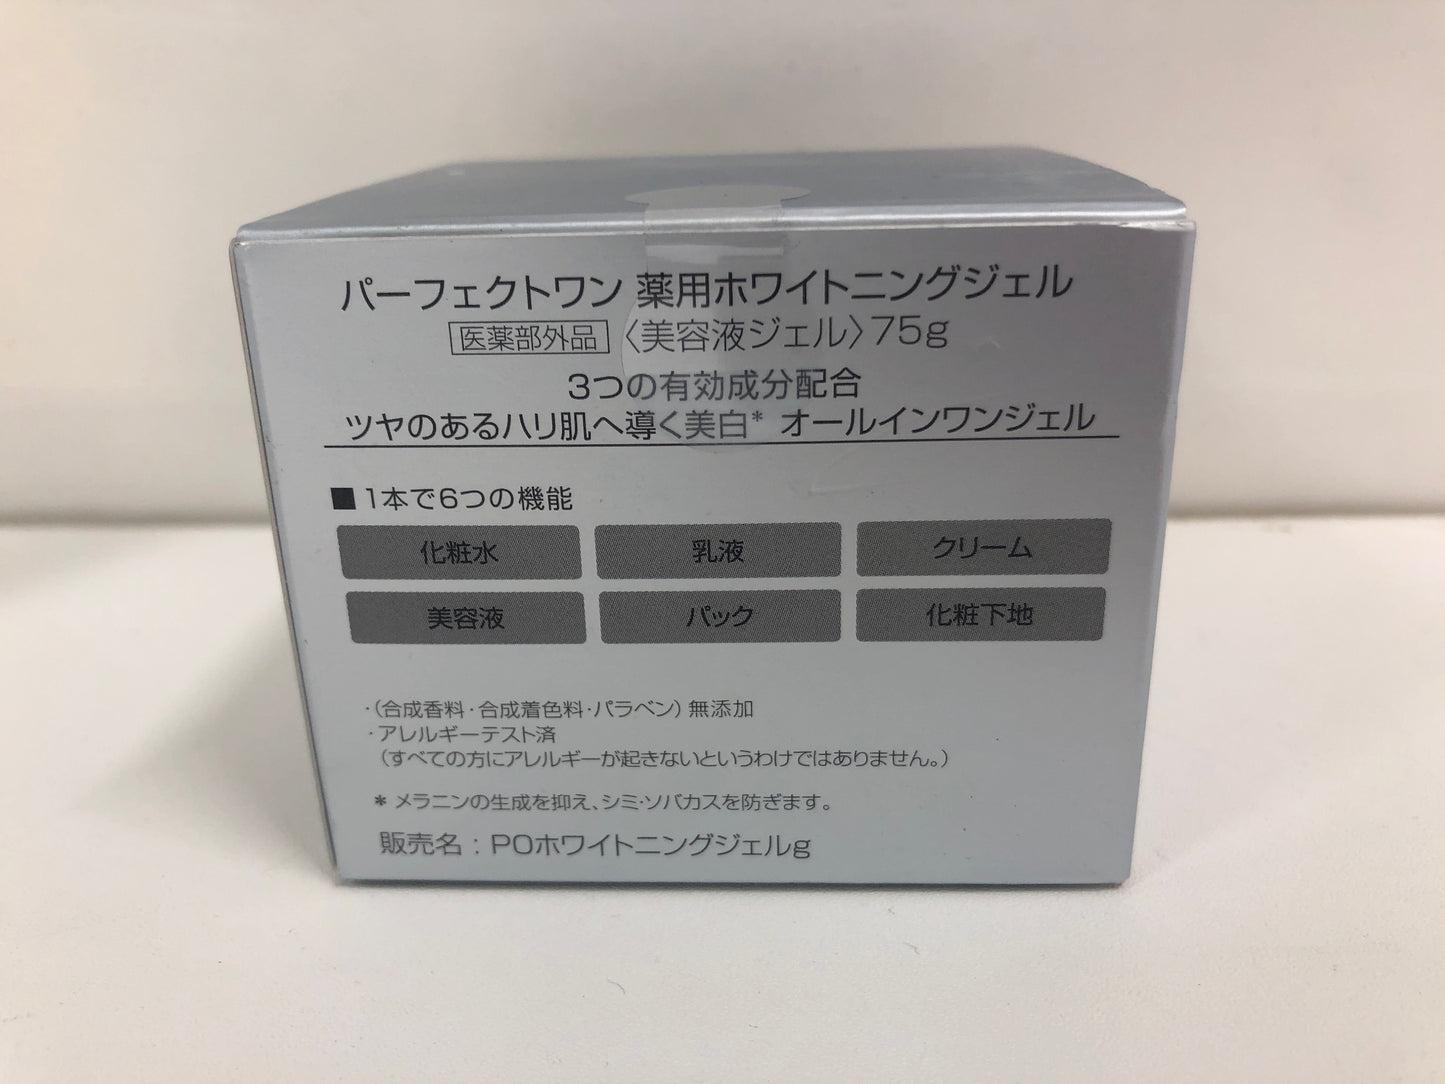 パーフェクトワン 薬用ホワイトニングジェル
医薬部外品 〈美容液ジェル〉75g
3つの有効成分配合
ツヤのあるハリ肌へ導く美白* オールインワンジェル
■1本で6つの機能
化粧水 乳液 クリーム
美容液 パック 化粧下地
・(合成香料・合成着色料・パラベン)無添加
・アレルギーテスト済
(すべての方にアレルギーが起きないというわけではありません。)
* メラニンの生成を抑え、シミ・ソバカスを防ぎます。
販売名:POホワイトニングジェルg